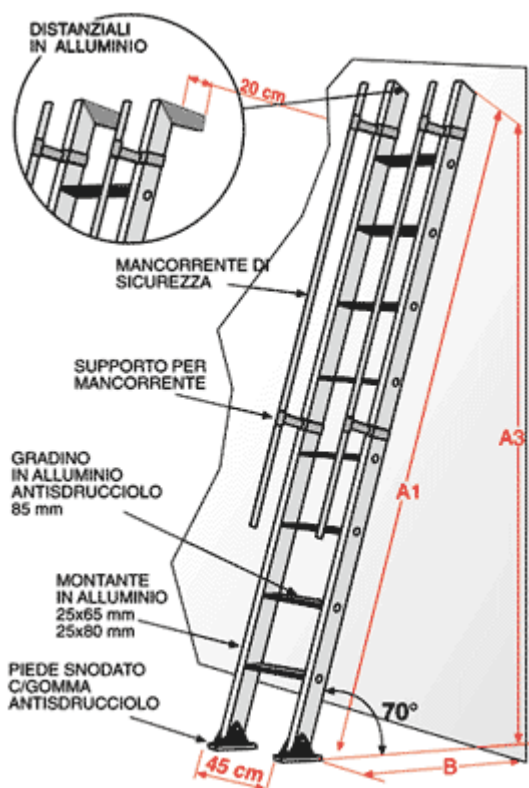 DISTANZIALI
IN ALLUMINIO
20 cm
MANCORRENTE DI
SICUREZZA
SUPPORTO PER
MANCORRENTE
A3
A1
GRADINO
IN ALLUMINIO
ANTISDRUCCIOLO
85 mm
MONTANTE
IN ALLUMINIO
25x65 mm
25x80 mm
PIEDE SNODATO
C/GOMMA
ANTISDRUCCIOLO
70°
45 cm
B